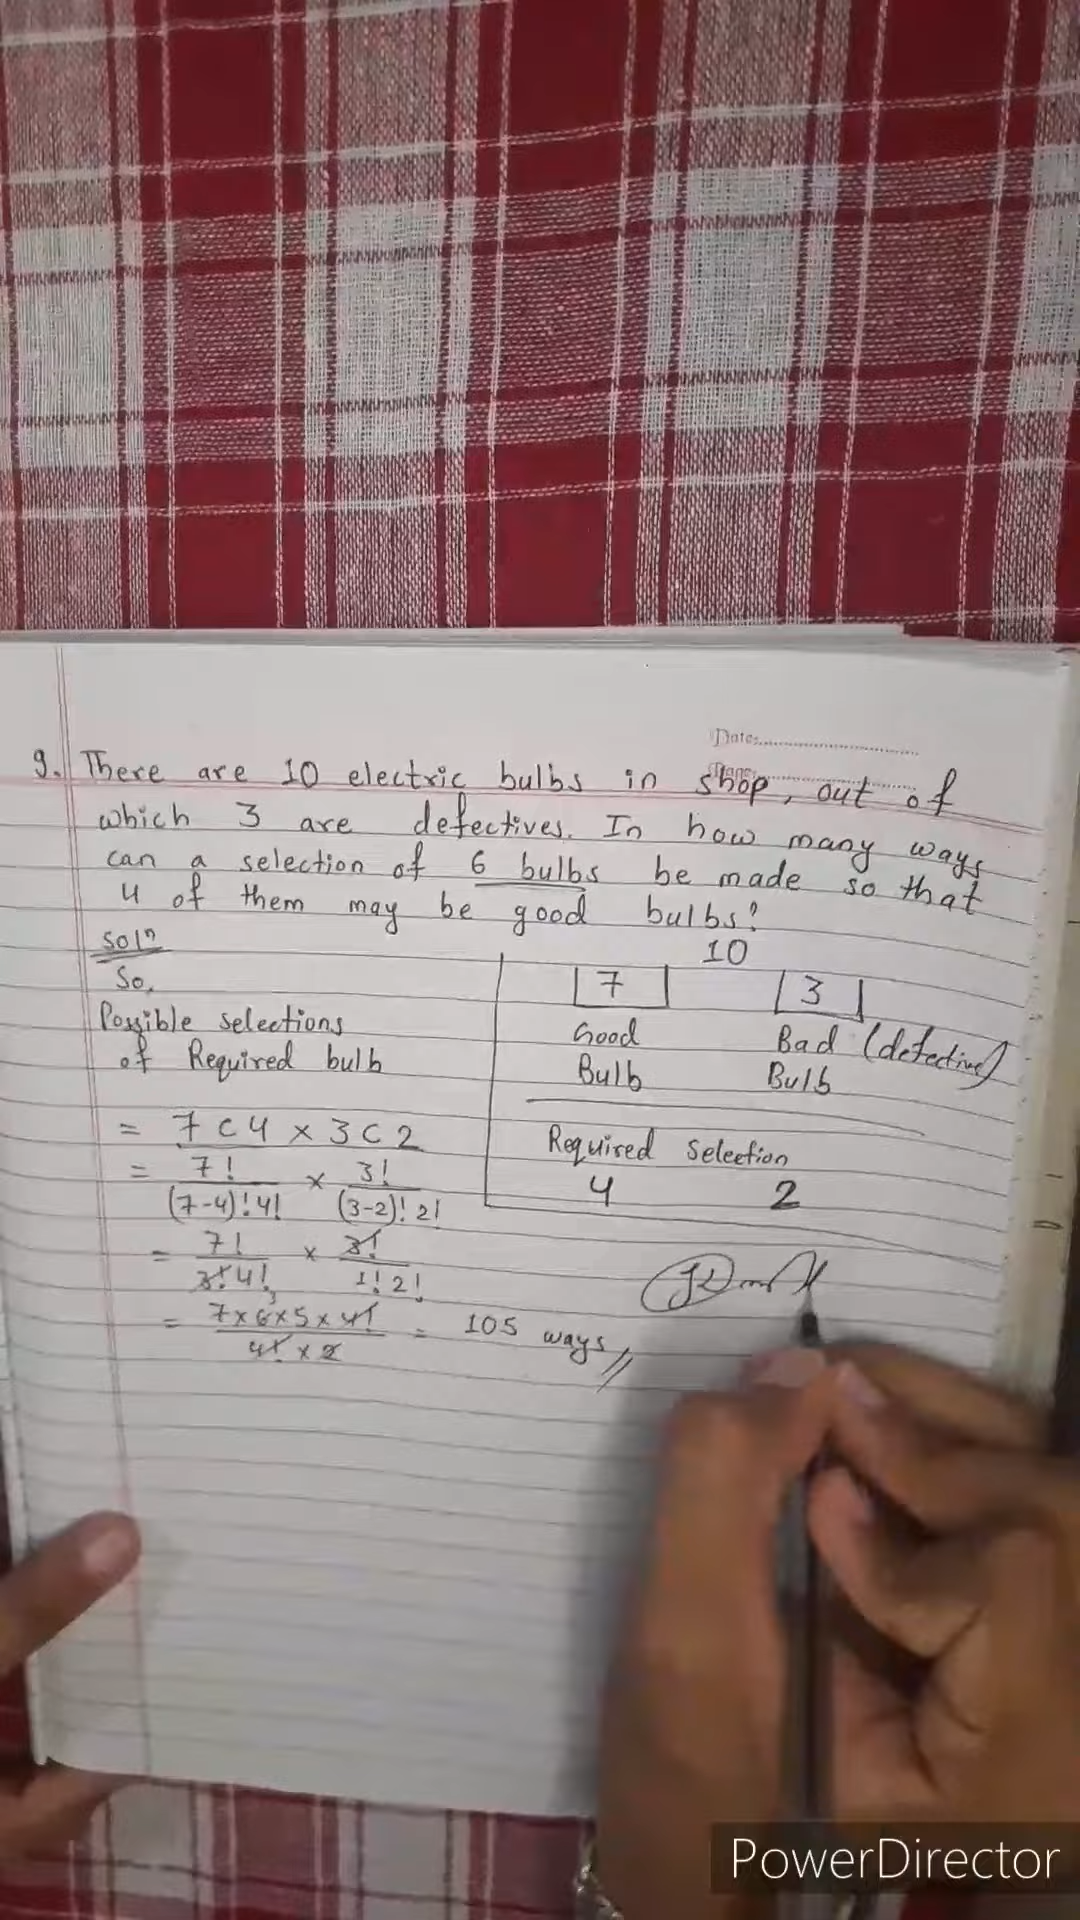 Date:
Page:
9. There are 10 electric bulbs in shop, out of
which 3 are defectives. In how many ways
can a selection of 6 bulbs be made so that
4 of them may be good bulbs?
Solⁿ
So,
Possible selections
of Required bulb
= 7C4 × 3C2
= 7! / (7-4)! 4! × 3! / (3-2)! 2!
= 7! / 3! 4! × 3! / 1! 2!
= 7×6×5×4! / 4! × 2 = 105 ways //
3
10
7 3
Good Bad (defective)
Bulb Bulb
Required Selection
4 2
PowerDirector